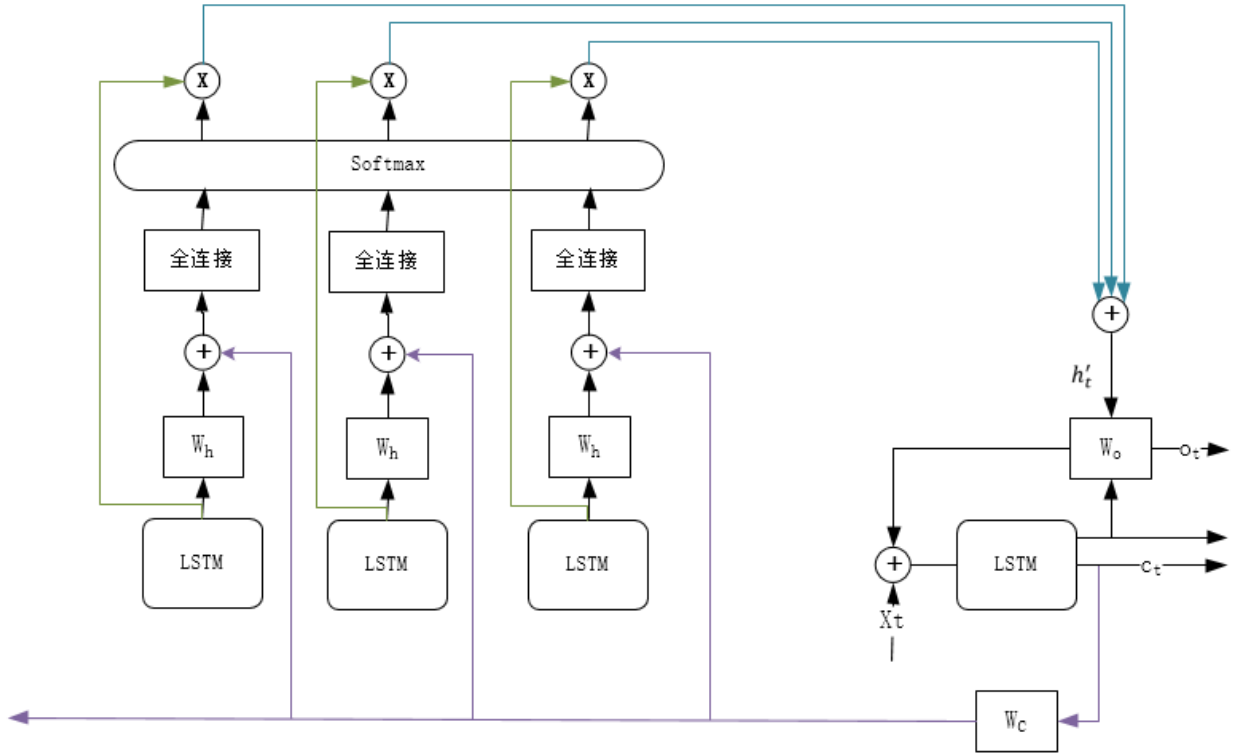 X X X
Softmax
全连接 全连接 全连接
+ + + +
h′ₜ
Wₕ Wₕ Wₕ Wₒ oₜ
LSTM LSTM LSTM + LSTM cₜ
Xt
W_C